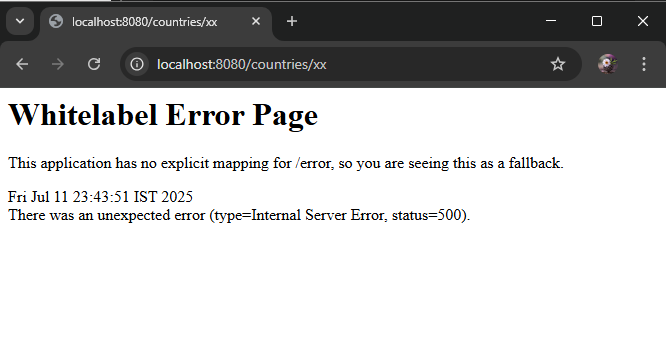 localhost:8080/countries/xx
localhost:8080/countries/xx
Whitelabel Error Page
This application has no explicit mapping for /error, so you are seeing this as a fallback.
Fri Jul 11 23:43:51 IST 2025
There was an unexpected error (type=Internal Server Error, status=500).